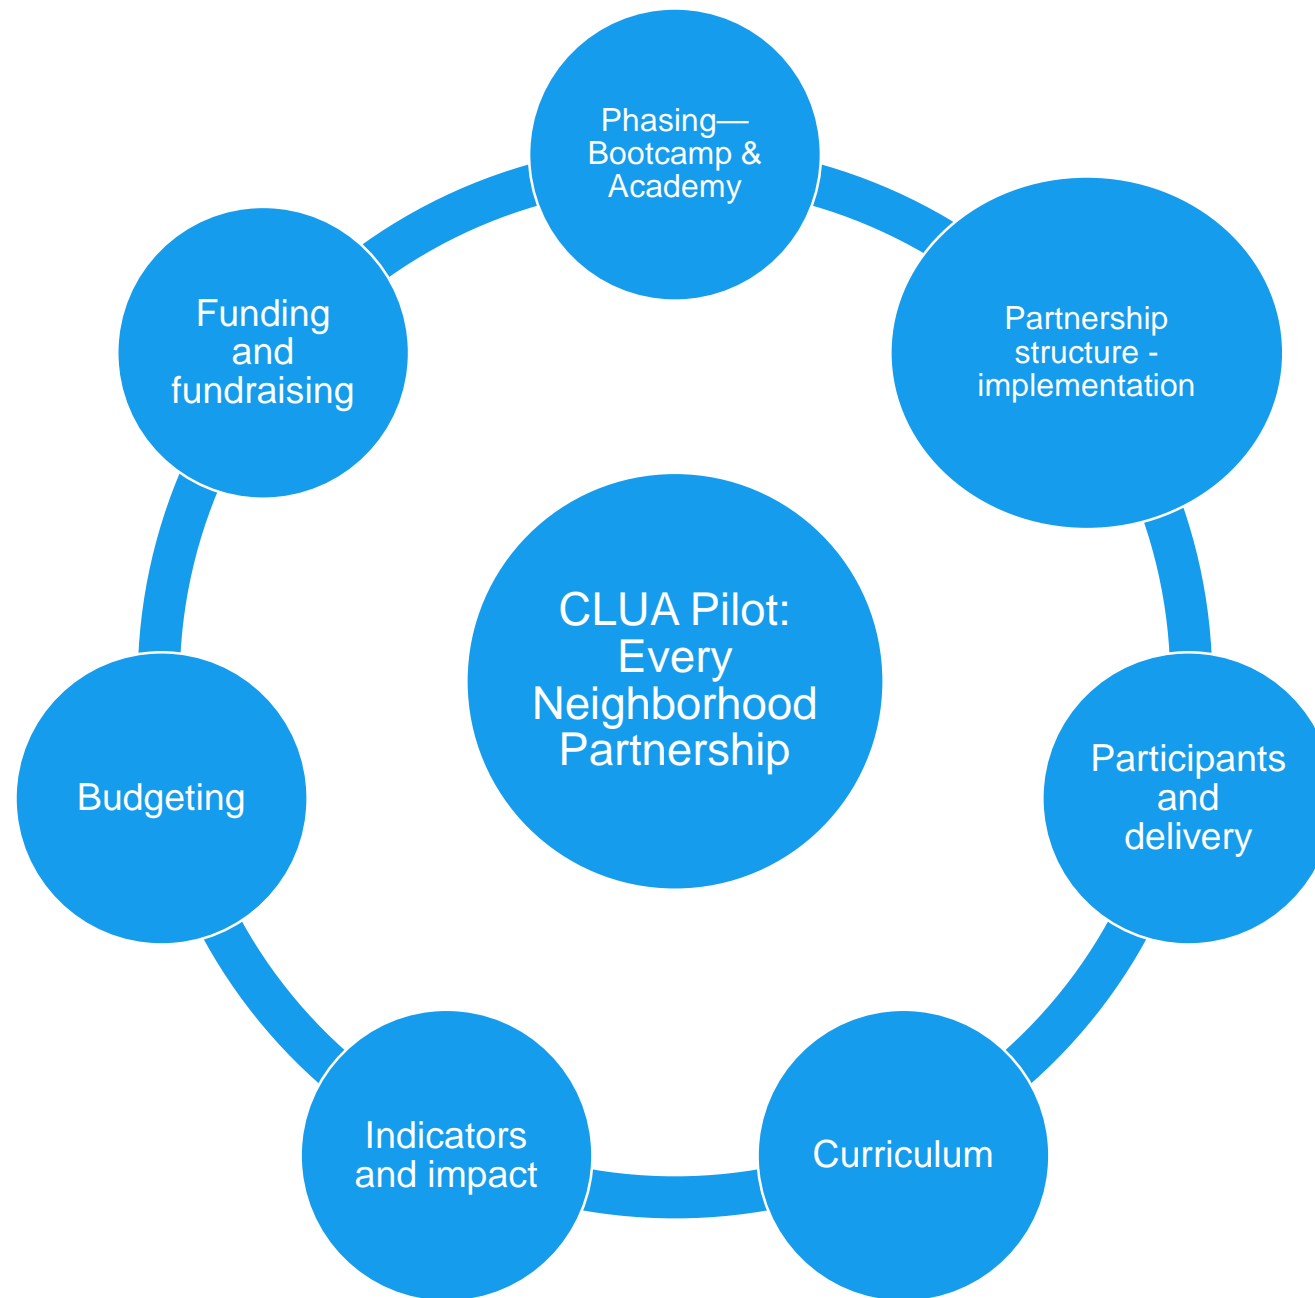 Phasing—
Bootcamp &
Academy
Partnership
structure -
implementation
Participants
and
delivery
Curriculum
Indicators
and impact
Budgeting
Funding
and
fundraising
CLUA Pilot:
Every
Neighborhood
Partnership